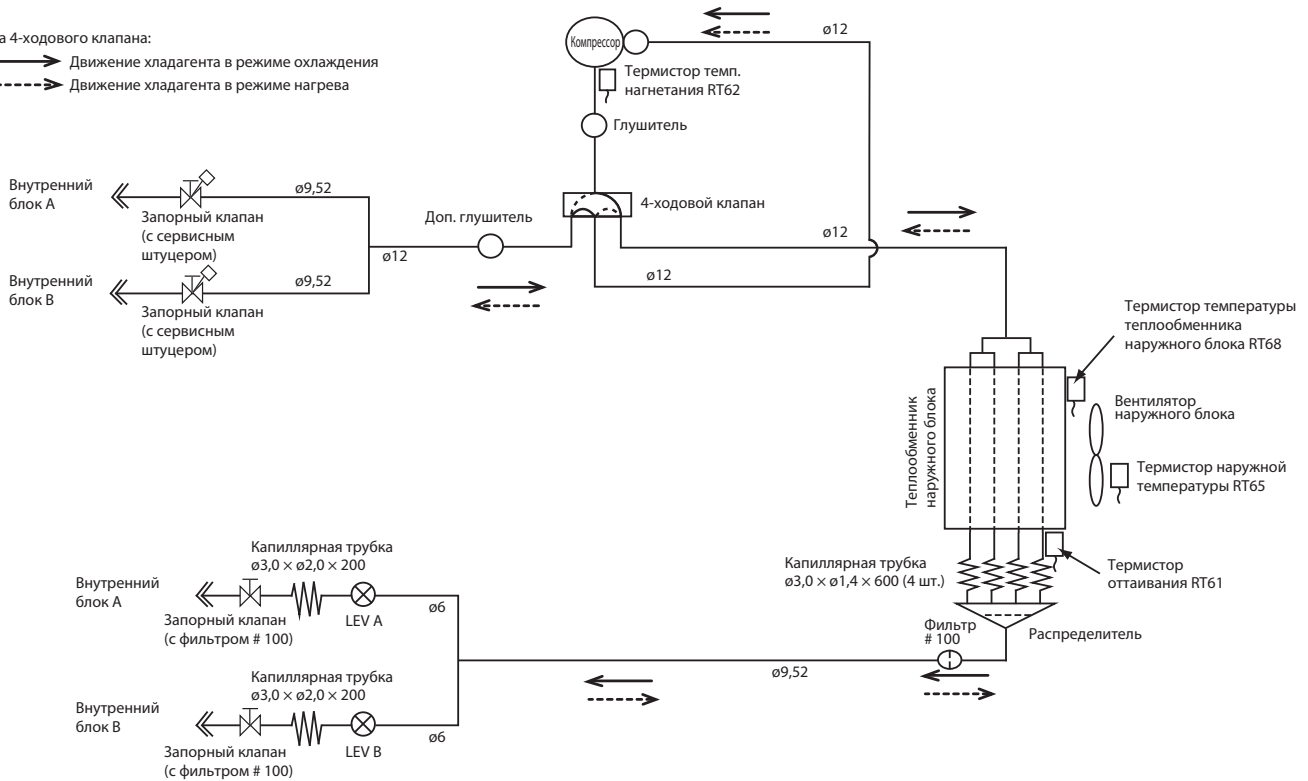 а 4-ходового клапана:
Движение хладагента в режиме охлаждения
Движение хладагента в режиме нагрева
Компрессор
ø12
Термистор темп.
нагнетания RT62
Глушитель
Внутренний
блок A
ø9,52
Запорный клапан
(с сервисным
штуцером)
Доп. глушитель
4-ходовой клапан
ø12
ø12
ø12
Внутренний
блок B
ø9,52
Запорный клапан
(с сервисным
штуцером)
Термистор температуры
теплообменника
наружного блока RT68
Теплообменник
наружного блока
Вентилятор
наружного блока
Термистор наружной
температуры RT65
Капиллярная трубка
ø3,0 × ø1,4 × 600 (4 шт.)
Термистор
оттаивания RT61
Распределитель
Фильтр
# 100
ø9,52
Капиллярная трубка
ø3,0 × ø2,0 × 200
Внутренний
блок A
ø6
Запорный клапан
(с фильтром # 100)
LEV A
Капиллярная трубка
ø3,0 × ø2,0 × 200
Внутренний
блок B
ø6
Запорный клапан
(с фильтром # 100)
LEV B